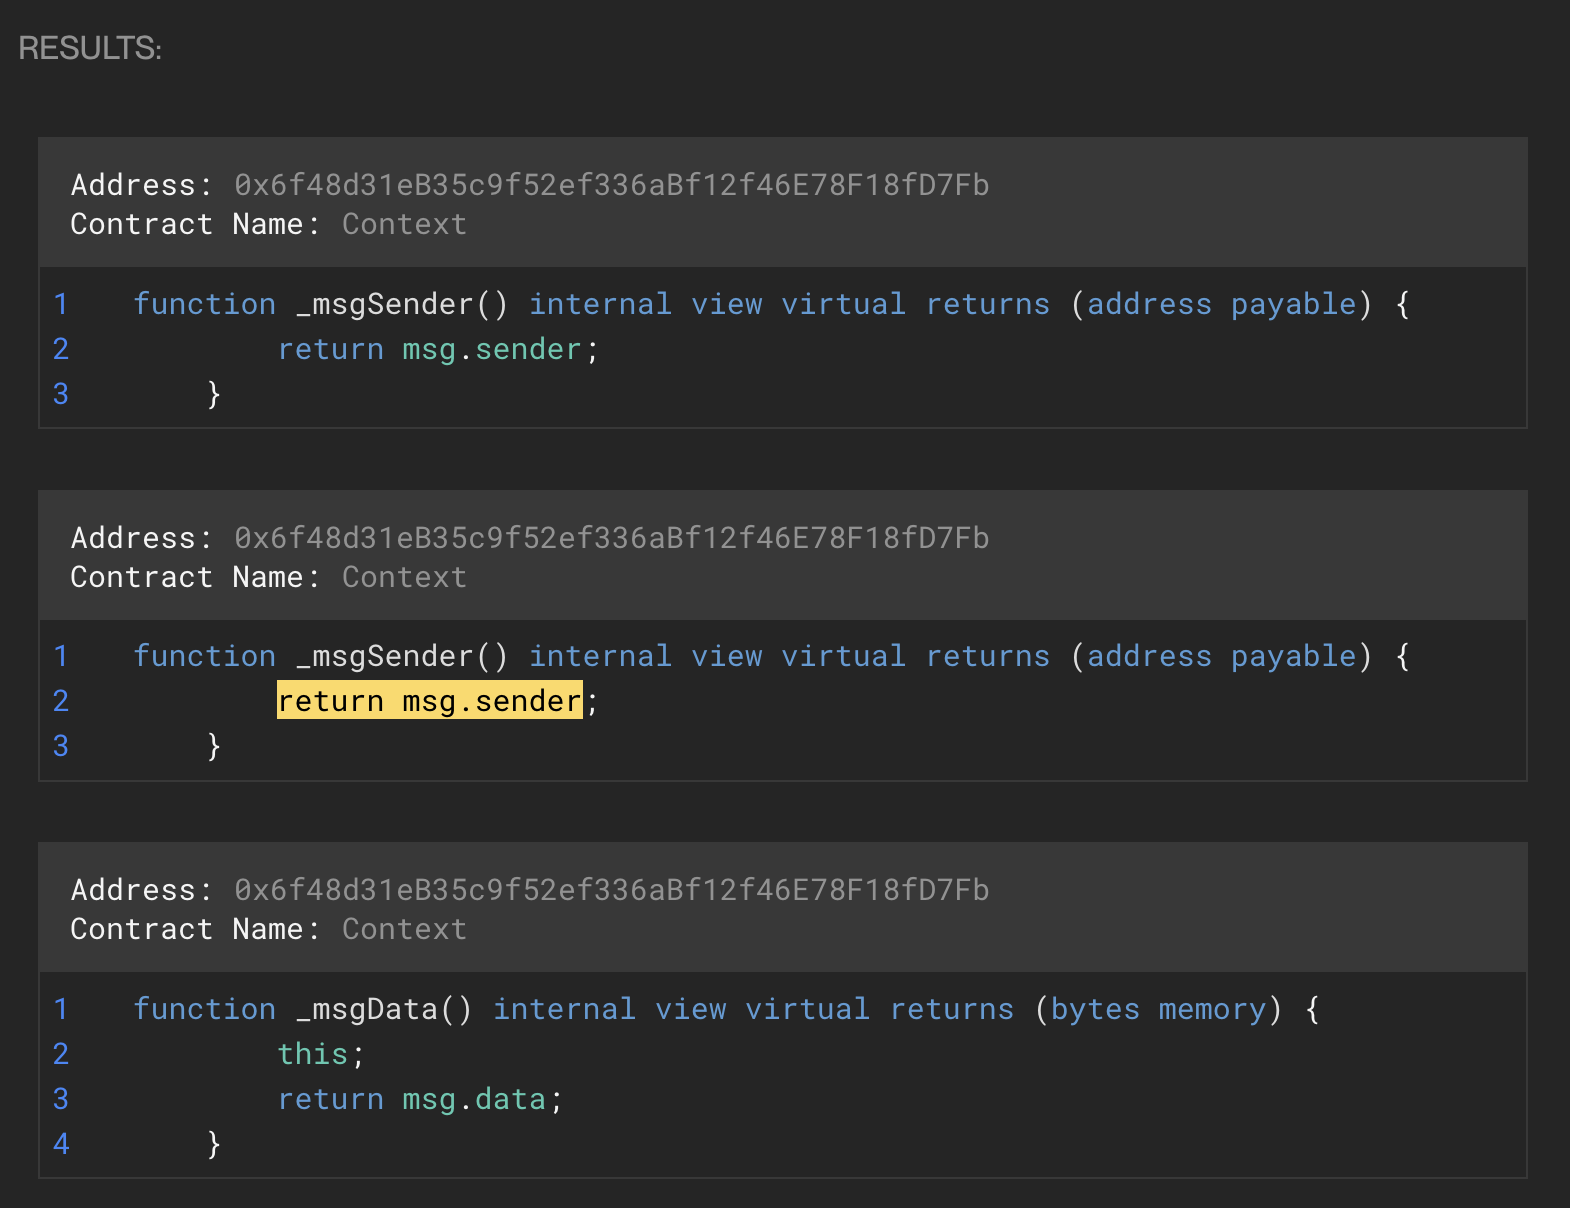 RESULTS:
Address: 0x6f48d31eB35c9f52ef336aBf12f46E78F18fD7Fb
Contract Name: Context
1 function _msgSender() internal view virtual returns (address payable) {
2 return msg.sender;
3 }
Address: 0x6f48d31eB35c9f52ef336aBf12f46E78F18fD7Fb
Contract Name: Context
1 function _msgSender() internal view virtual returns (address payable) {
2 return msg.sender;
3 }
Address: 0x6f48d31eB35c9f52ef336aBf12f46E78F18fD7Fb
Contract Name: Context
1 function _msgData() internal view virtual returns (bytes memory) {
2 this;
3 return msg.data;
4 }